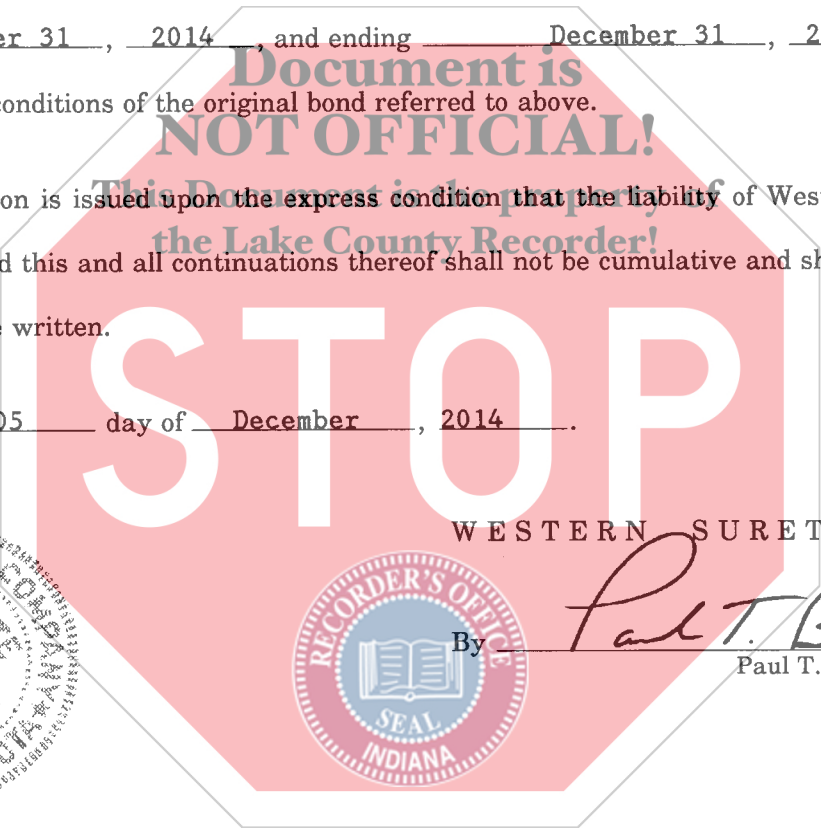 er 31 , 2014 , and ending December 31 , 2
Document is
conditions of the original bond referred to above.
NOT OFFICIAL!
on is issued upon the express condition that the liability of Wes
This Document is the property of
the Lake County Recorder!
d this and all continuations thereof shall not be cumulative and sh
e written.
STOP
05 day of December , 2014 .
WESTERN SURET
COMPANY
RECORDER'S OFFICE
SEAL
INDIANA
By Paul T. B
Paul T.